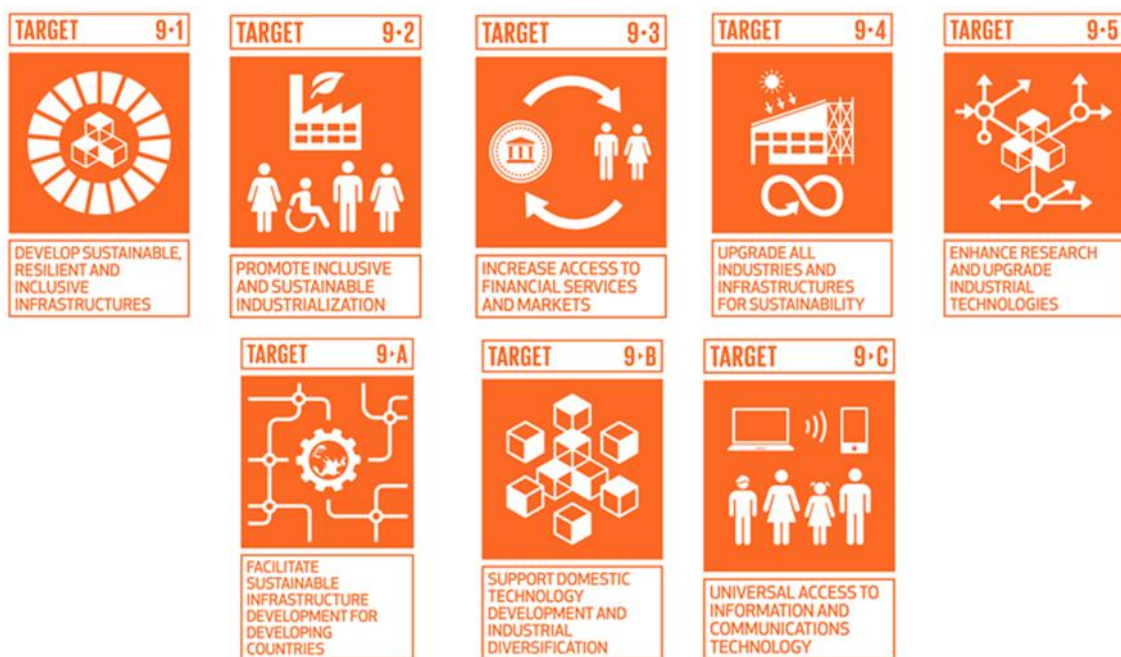 TARGET 9·1
DEVELOP SUSTAINABLE,
RESILIENT AND
INCLUSIVE
INFRASTRUCTURES
TARGET 9·2
PROMOTE INCLUSIVE
AND SUSTAINABLE
INDUSTRIALIZATION
TARGET 9·3
INCREASE ACCESS TO
FINANCIAL SERVICES
AND MARKETS
TARGET 9·4
UPGRADE ALL
INDUSTRIES AND
INFRASTRUCTURES
FOR SUSTAINABILITY
TARGET 9·5
ENHANCE RESEARCH
AND UPGRADE
INDUSTRIAL
TECHNOLOGIES
TARGET 9▸A
FACILITATE
SUSTAINABLE
INFRASTRUCTURE
DEVELOPMENT FOR
DEVELOPING
COUNTRIES
TARGET 9▸B
SUPPORT DOMESTIC
TECHNOLOGY
DEVELOPMENT AND
INDUSTRIAL
DIVERSIFICATION
TARGET 9▸C
UNIVERSAL ACCESS TO
INFORMATION AND
COMMUNICATIONS
TECHNOLOGY